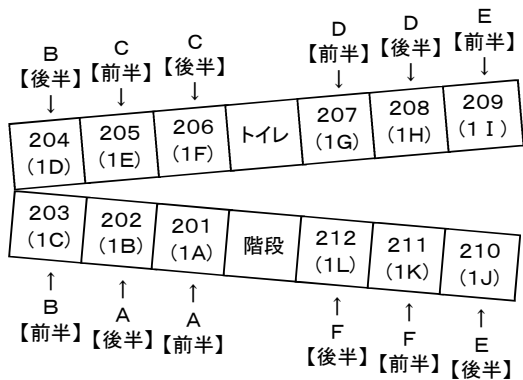 B C C D D E
【後半】 【前半】 【後半】 【前半】 【後半】 【前半】
↓ ↓ ↓ ↓ ↓ ↓
204 205 206 トイレ 207 208 209
(1D) (1E) (1F) (1G) (1H) (1I)
203 202 201 階段 212 211 210
(1C) (1B) (1A) (1L) (1K) (1J)
↑ ↑ ↑ ↑ ↑ ↑
B A A F F E
【前半】 【後半】 【前半】 【後半】 【前半】 【後半】